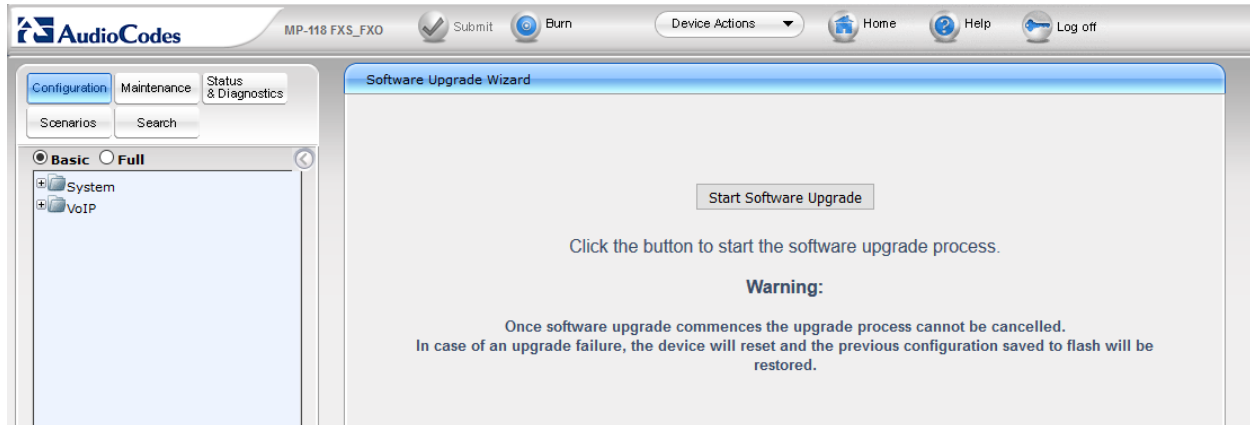 AudioCodes
MP-118 FXS_FXO
Submit
Burn
Device Actions
Home
Help
Log off
Configuration
Maintenance
Status
& Diagnostics
Scenarios
Search
Basic
Full
System
VoIP
Software Upgrade Wizard
Start Software Upgrade
Click the button to start the software upgrade process.
Warning:
Once software upgrade commences the upgrade process cannot be cancelled.
In case of an upgrade failure, the device will reset and the previous configuration saved to flash will be
restored.